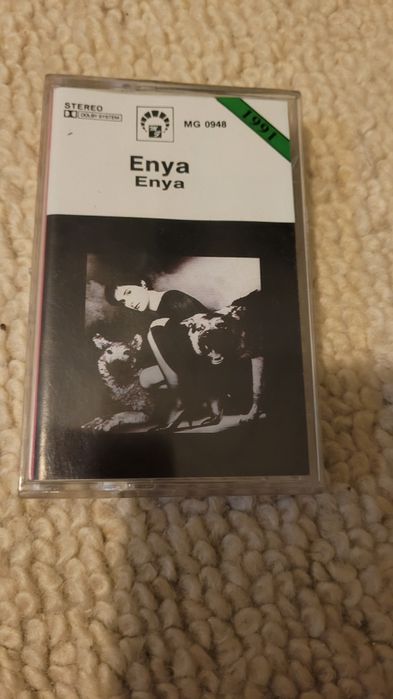 STEREO
DOLBY SYSTEM
MG 0948
1991
Enya
Enya